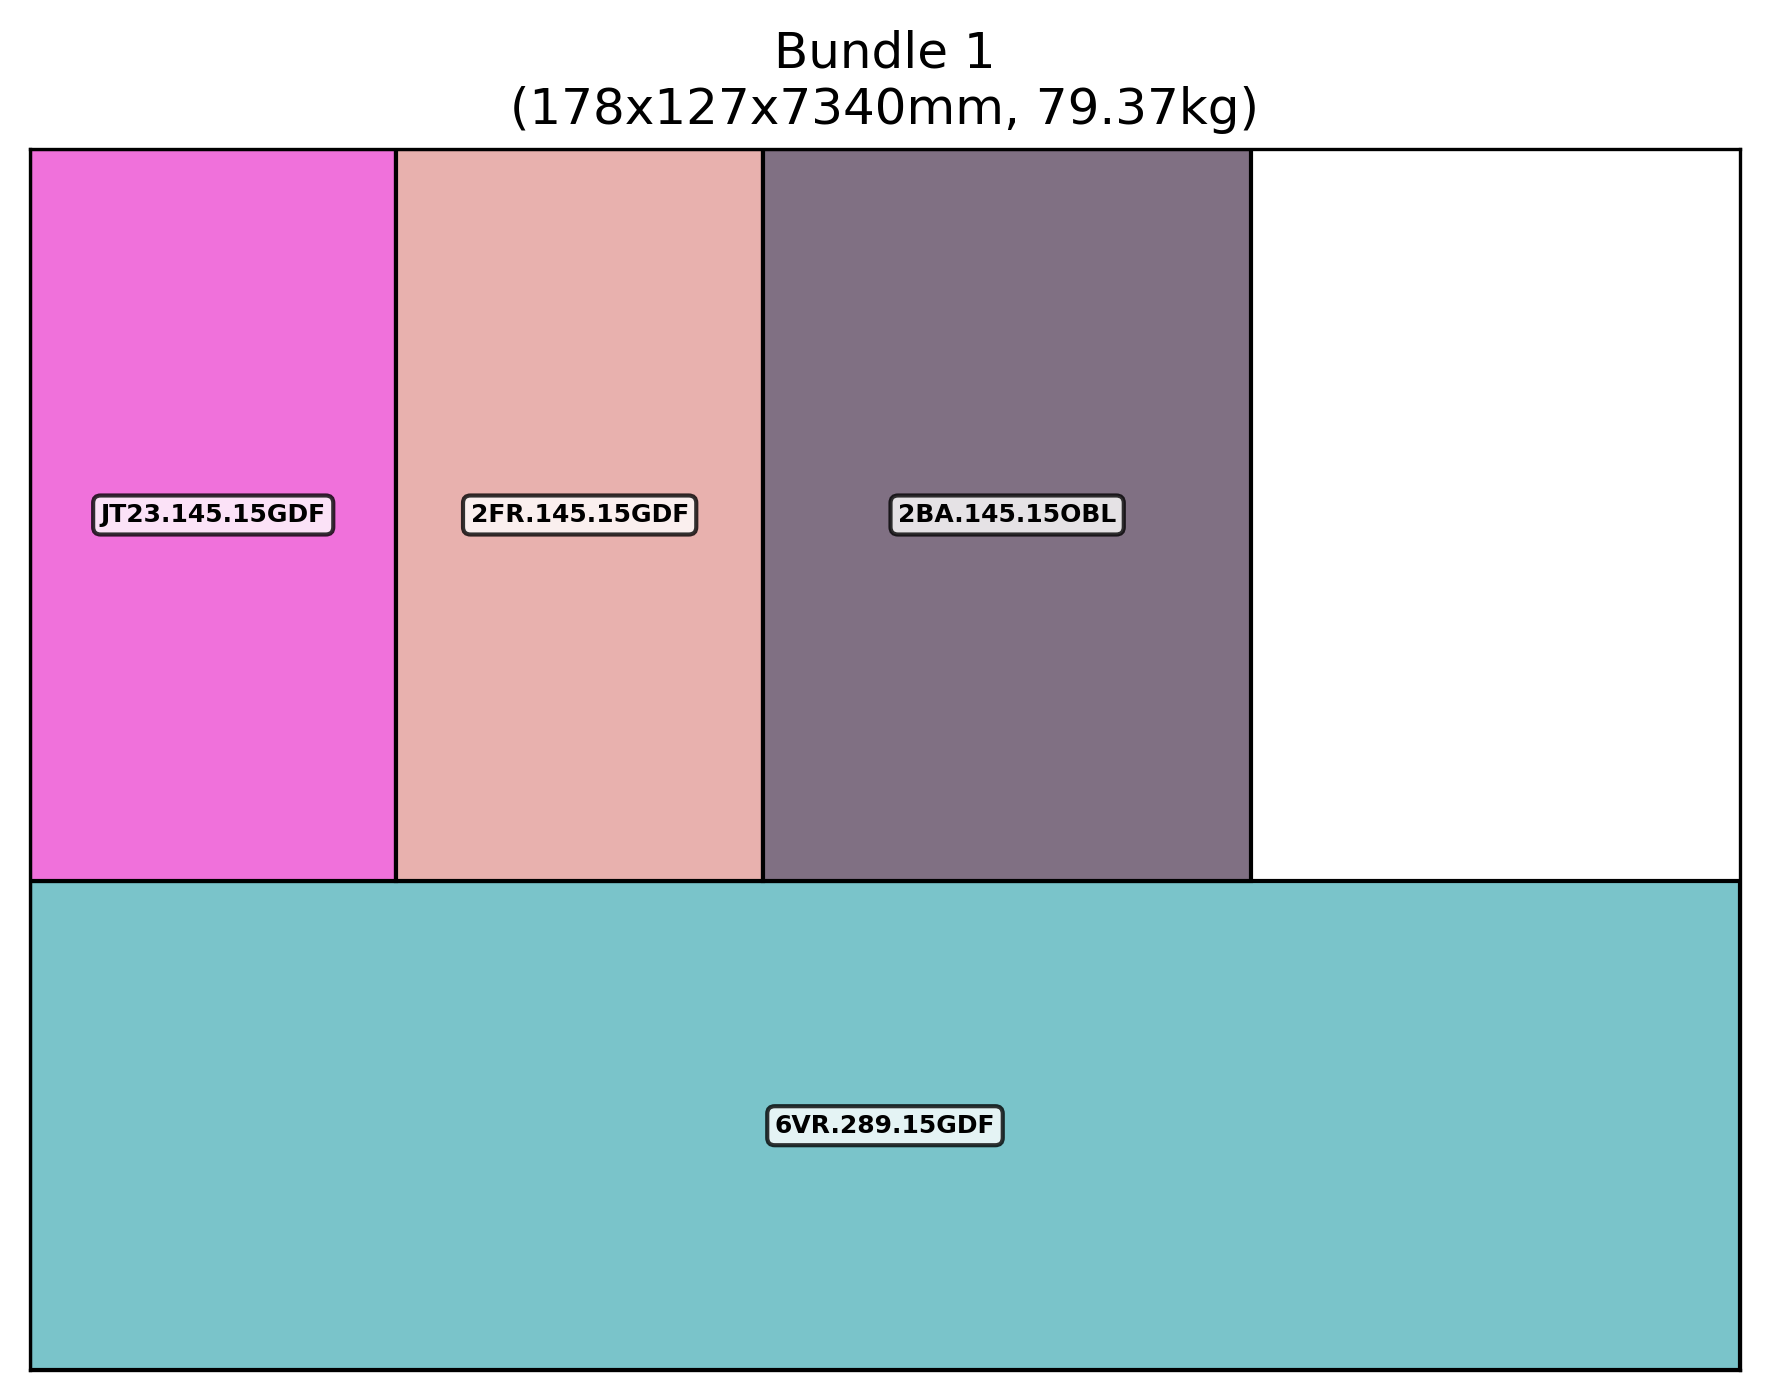 Bundle 1
(178x127x7340mm, 79.37kg)
JT23.145.15GDF
2FR.145.15GDF
2BA.145.15OBL
6VR.289.15GDF